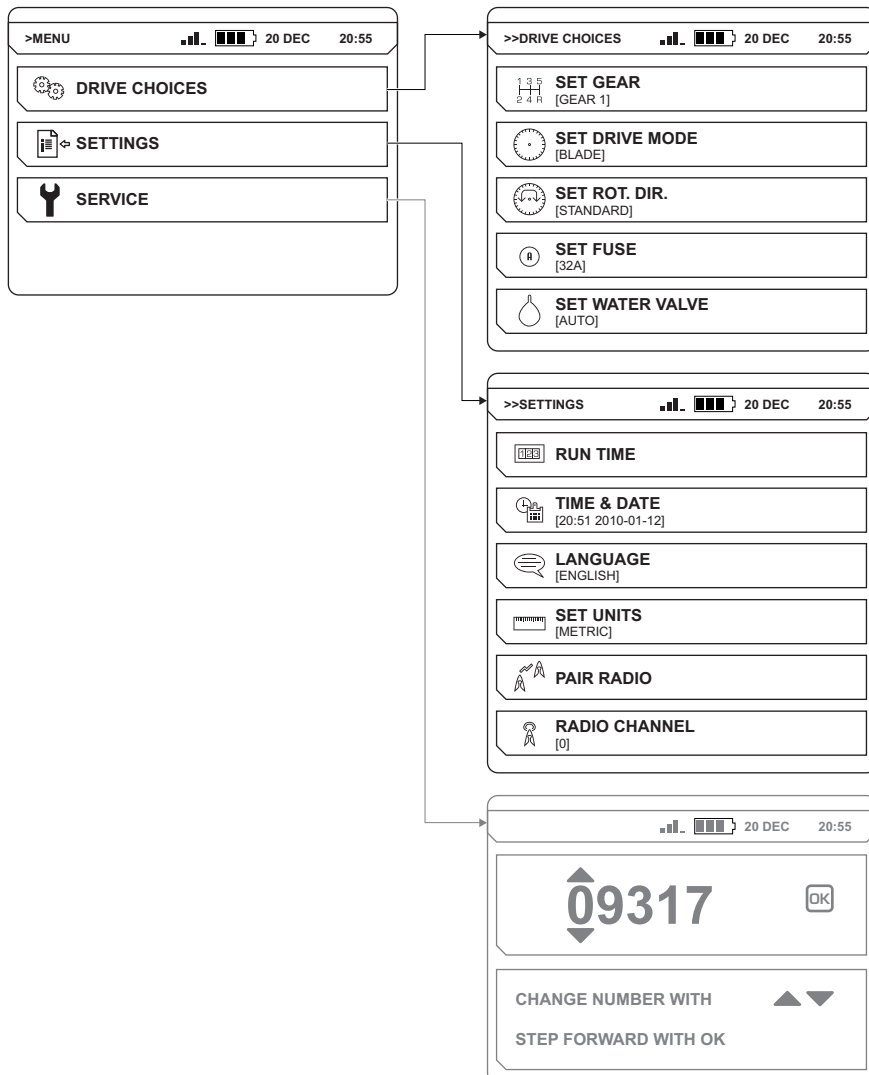 >MENU 20 DEC 20:55
DRIVE CHOICES
SETTINGS
SERVICE
>>DRIVE CHOICES 20 DEC 20:55
1 3 5
2 4 R
SET GEAR
[GEAR 1]
SET DRIVE MODE
[BLADE]
SET ROT. DIR.
[STANDARD]
A
SET FUSE
[32A]
SET WATER VALVE
[AUTO]
>>SETTINGS 20 DEC 20:55
123
RUN TIME
TIME & DATE
[20:51 2010-01-12]
LANGUAGE
[ENGLISH]
SET UNITS
[METRIC]
PAIR RADIO
RADIO CHANNEL
[0]
20 DEC 20:55
09317 OK
CHANGE NUMBER WITH
STEP FORWARD WITH OK